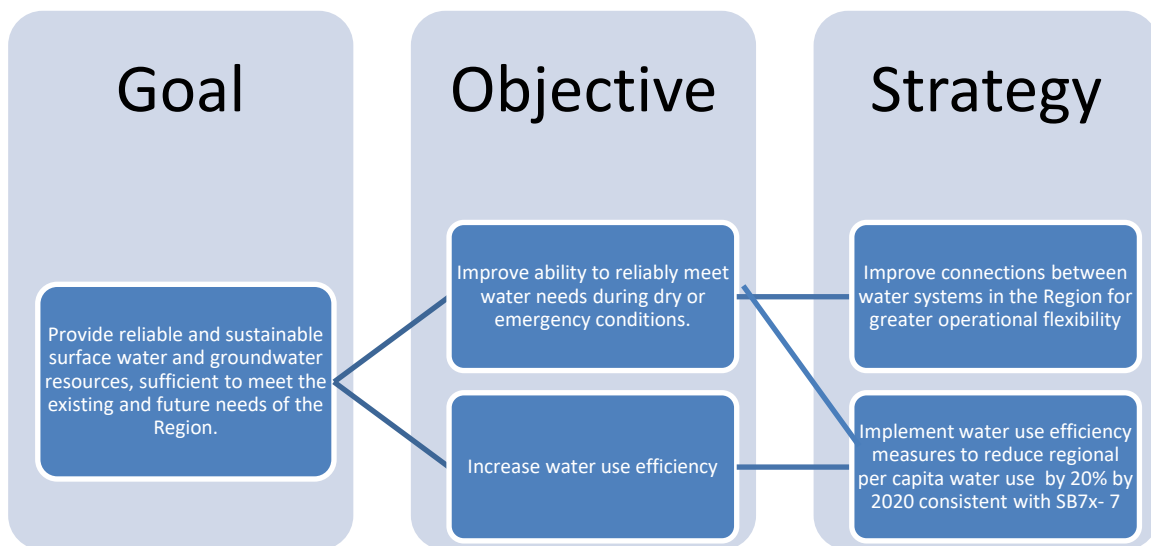 Goal
Provide reliable and sustainable
surface water and groundwater
resources, sufficient to meet the
existing and future needs of the
Region.
Objective
Improve ability to reliably meet
water needs during dry or
emergency conditions.
Increase water use efficiency
Strategy
Improve connections between
water systems in the Region for
greater operational flexibility
Implement water use efficiency
measures to reduce regional
per capita water use  by 20% by
2020 consistent with SB7x- 7